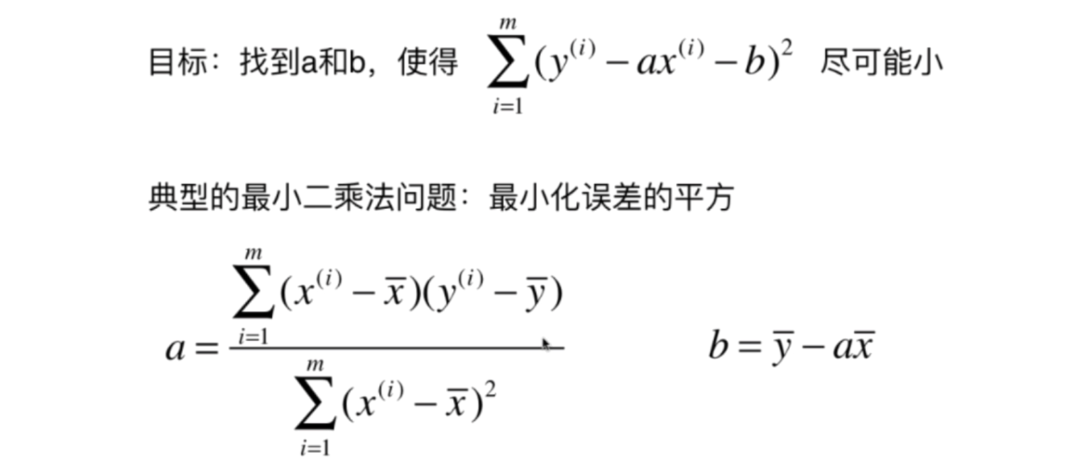 目标：找到a和b，使得 $\sum_{i=1}^{m}(y^{(i)} - ax^{(i)} - b)^2$ 尽可能小
典型的最小二乘法问题：最小化误差的平方
$a = \frac{\sum_{i=1}^{m}(x^{(i)} - \overline{x})(y^{(i)} - \overline{y})}{\sum_{i=1}^{m}(x^{(i)} - \overline{x})^2}$ $b = \overline{y} - a\overline{x}$